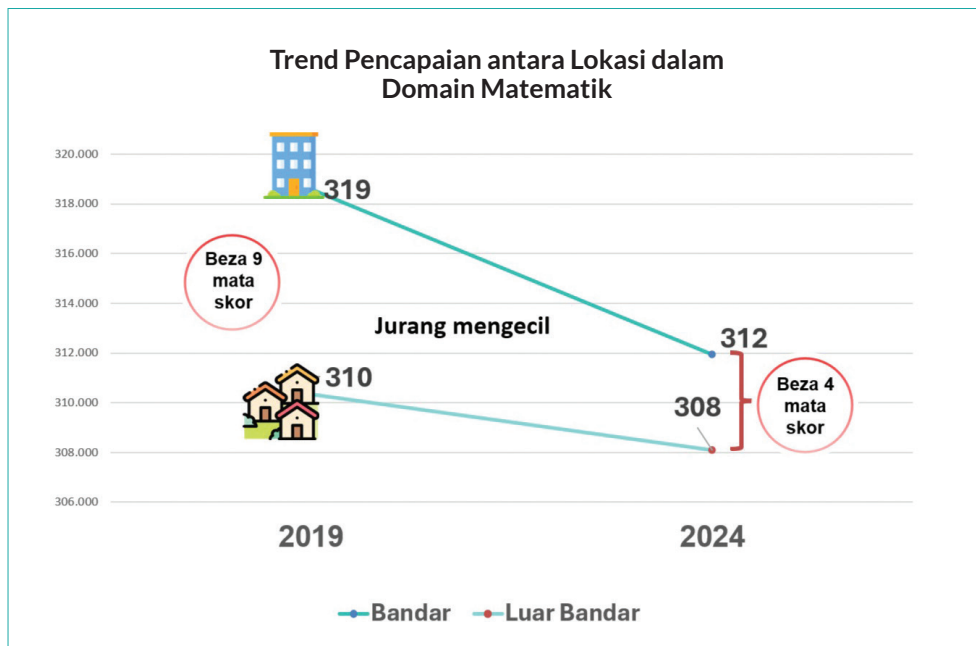 Trend Pencapaian antara Lokasi dalam
Domain Matematik
320.000
318.000
316.000
314.000
312.000
310.000
308.000
306.000
319
Beza 9
mata
skor
Jurang mengecil
310
312
308
Beza 4
mata
skor
2019
2024
Bandar
Luar Bandar